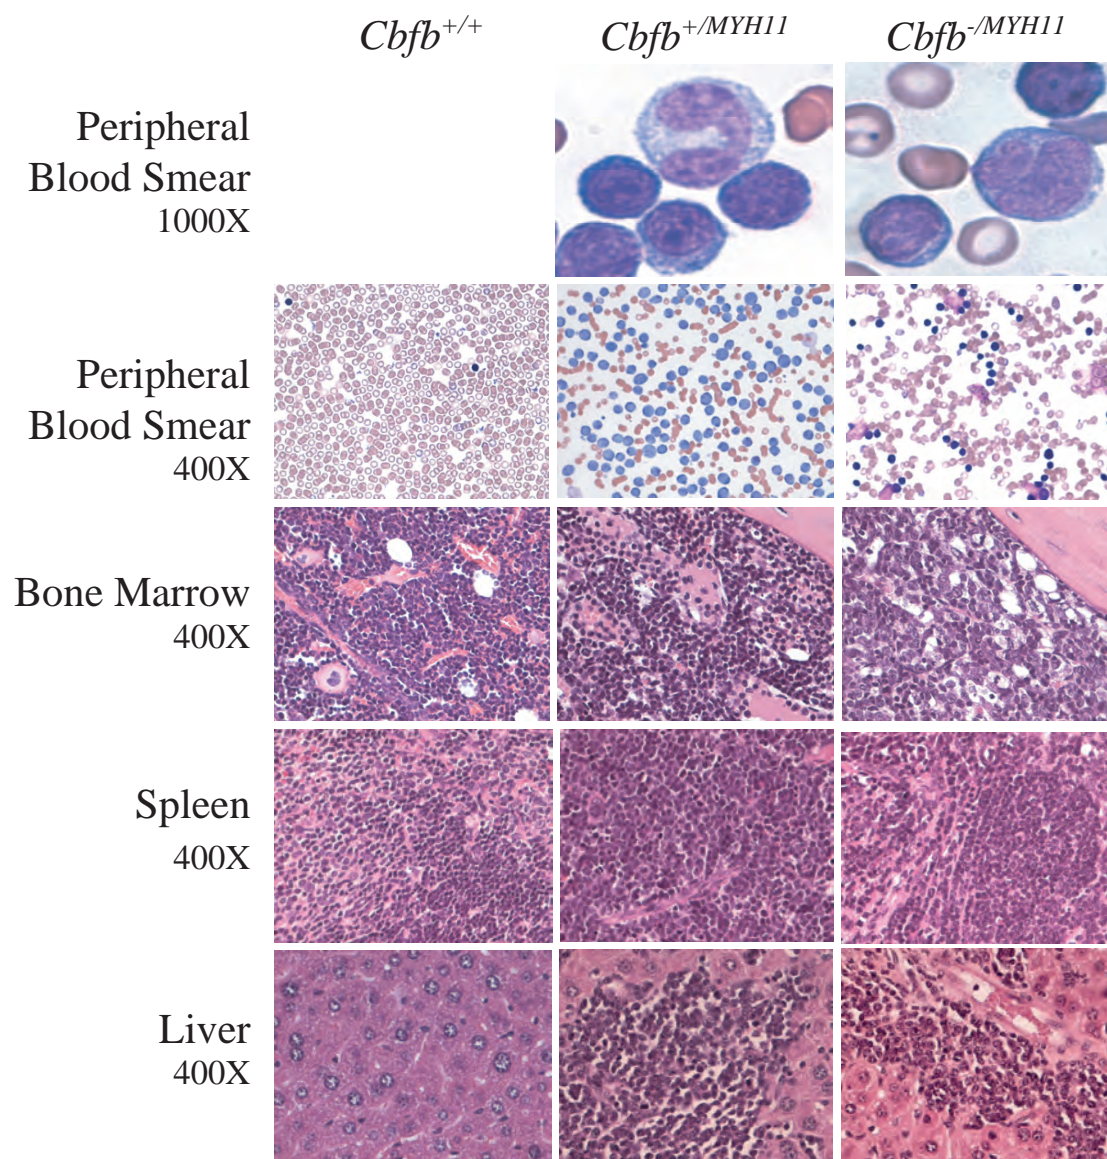 Cbfb+/+ Cbfb+/MYH11 Cbfb-/MYH11
Peripheral
Blood Smear
1000X
Peripheral
Blood Smear
400X
Bone Marrow
400X
Spleen
400X
Liver
400X